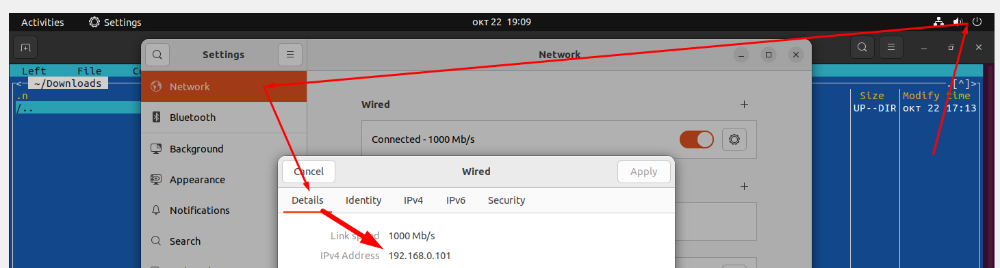 Activities Settings окт 22 19:09
Settings Network
Left File
<- ~/Downloads .[^]>
.n Size Modify time
/.. UP--DIR окт 22 17:13
Network
Bluetooth
Background
Appearance
Notifications
Search
Wired
Connected - 1000 Mb/s
Cancel Wired Apply
Details Identity IPv4 IPv6 Security
Link speed 1000 Mb/s
IPv4 Address 192.168.0.101